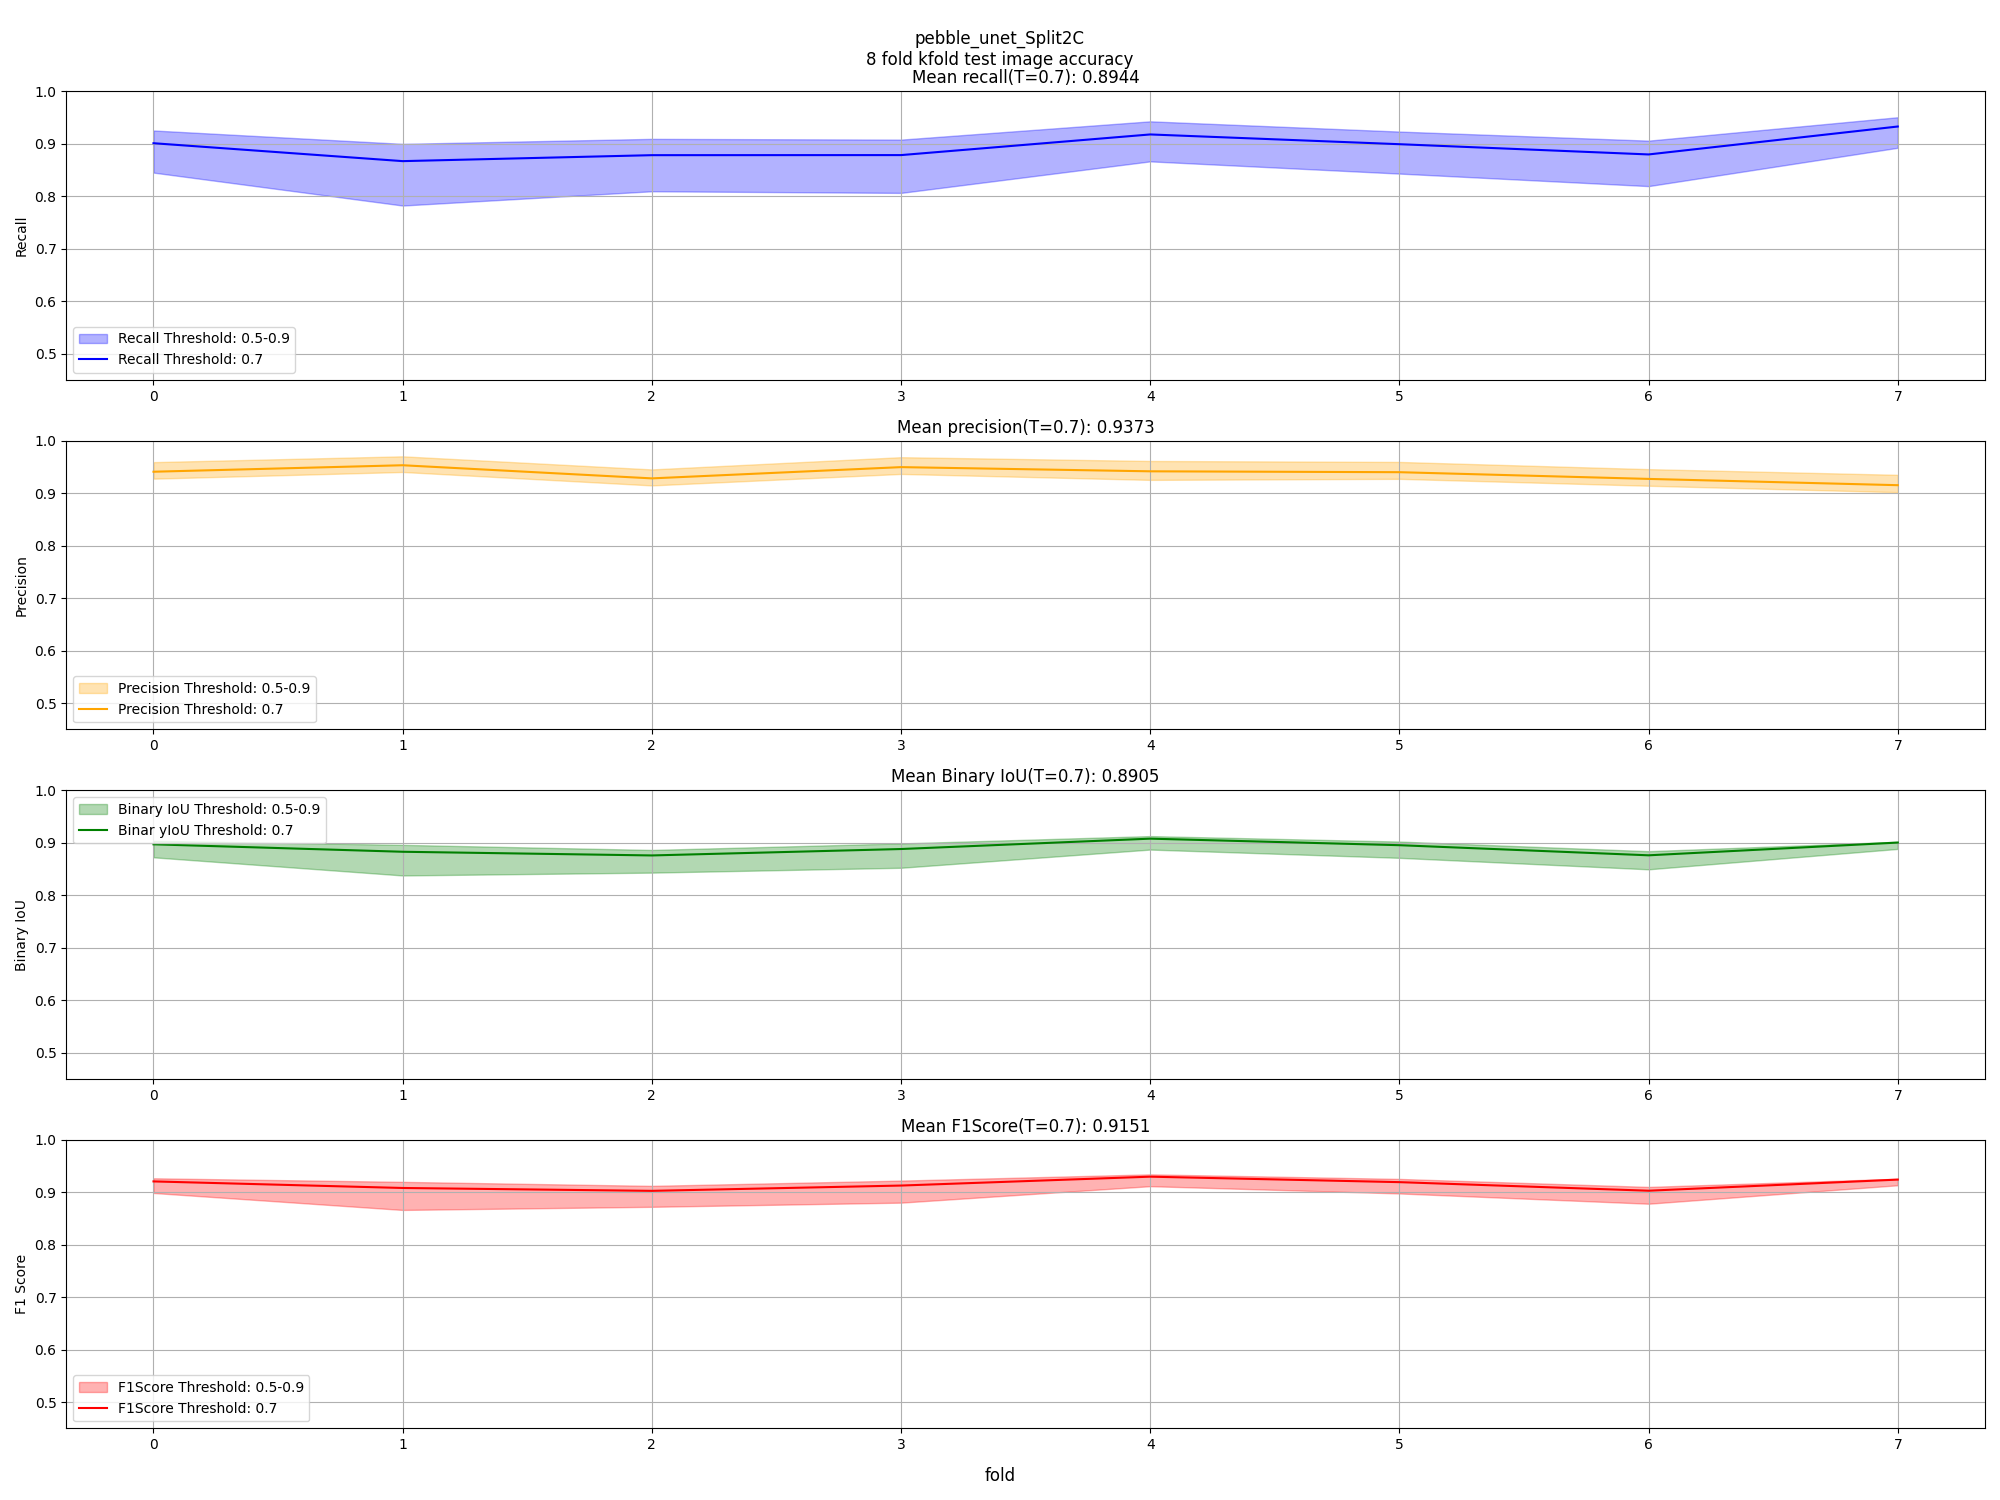 pebble_unet_Split2C
8 fold kfold test image accuracy
Mean recall(T=0.7): 0.8944
1.0
0.9
0.8
0.7
0.6
0.5
Recall
Recall Threshold: 0.5-0.9
Recall Threshold: 0.7
0 1 2 3 4 5 6 7
Mean precision(T=0.7): 0.9373
1.0
0.9
0.8
0.7
0.6
0.5
Precision
Precision Threshold: 0.5-0.9
Precision Threshold: 0.7
0 1 2 3 4 5 6 7
Mean Binary IoU(T=0.7): 0.8905
1.0
0.9
0.8
0.7
0.6
0.5
Binary IoU
Binary IoU Threshold: 0.5-0.9
Binar yIoU Threshold: 0.7
0 1 2 3 4 5 6 7
Mean F1Score(T=0.7): 0.9151
1.0
0.9
0.8
0.7
0.6
0.5
F1 Score
F1Score Threshold: 0.5-0.9
F1Score Threshold: 0.7
0 1 2 3 4 5 6 7
fold